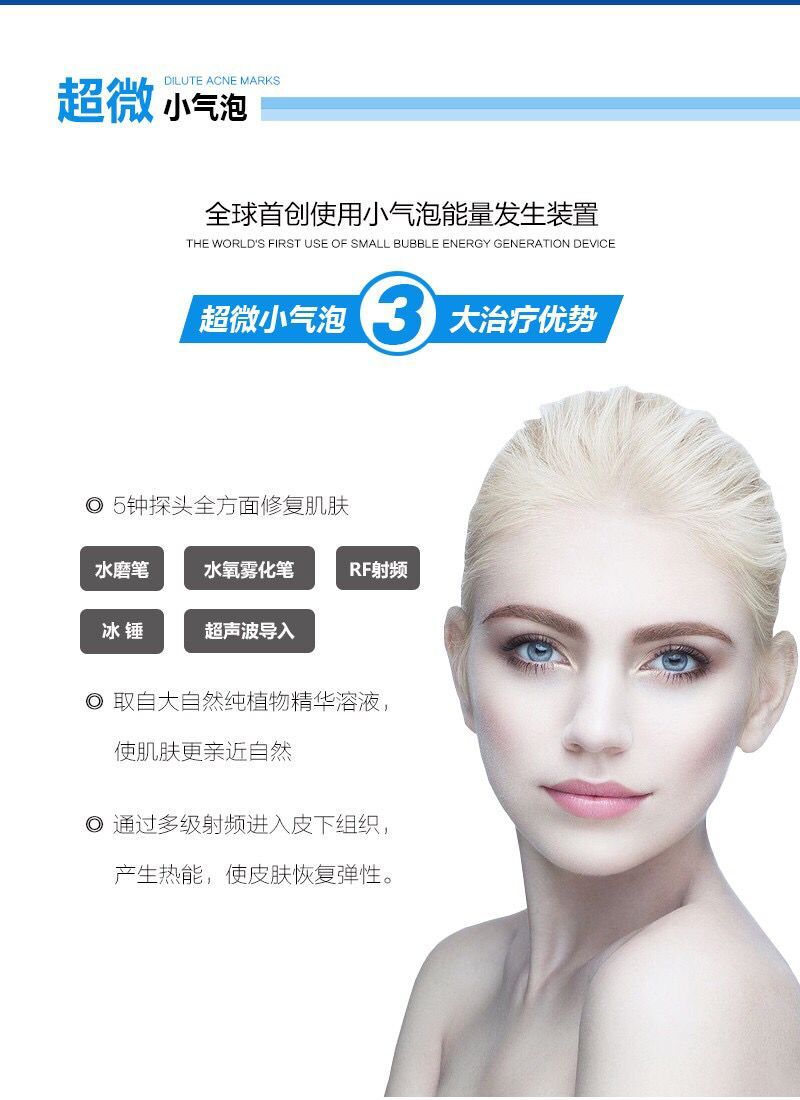 超微
DILUTE ACNE MARKS
小气泡
全球首创使用小气泡能量发生装置
THE WORLD'S FIRST USE OF SMALL BUBBLE ENERGY GENERATION DEVICE
超微小气泡 3 大治疗优势
5钟探头全方面修复肌肤
水磨笔 水氧雾化笔 RF射频
冰 锤 超声波导入
取自大自然纯植物精华溶液，
使肌肤更亲近自然
通过多级射频进入皮下组织，
产生热能，使皮肤恢复弹性。